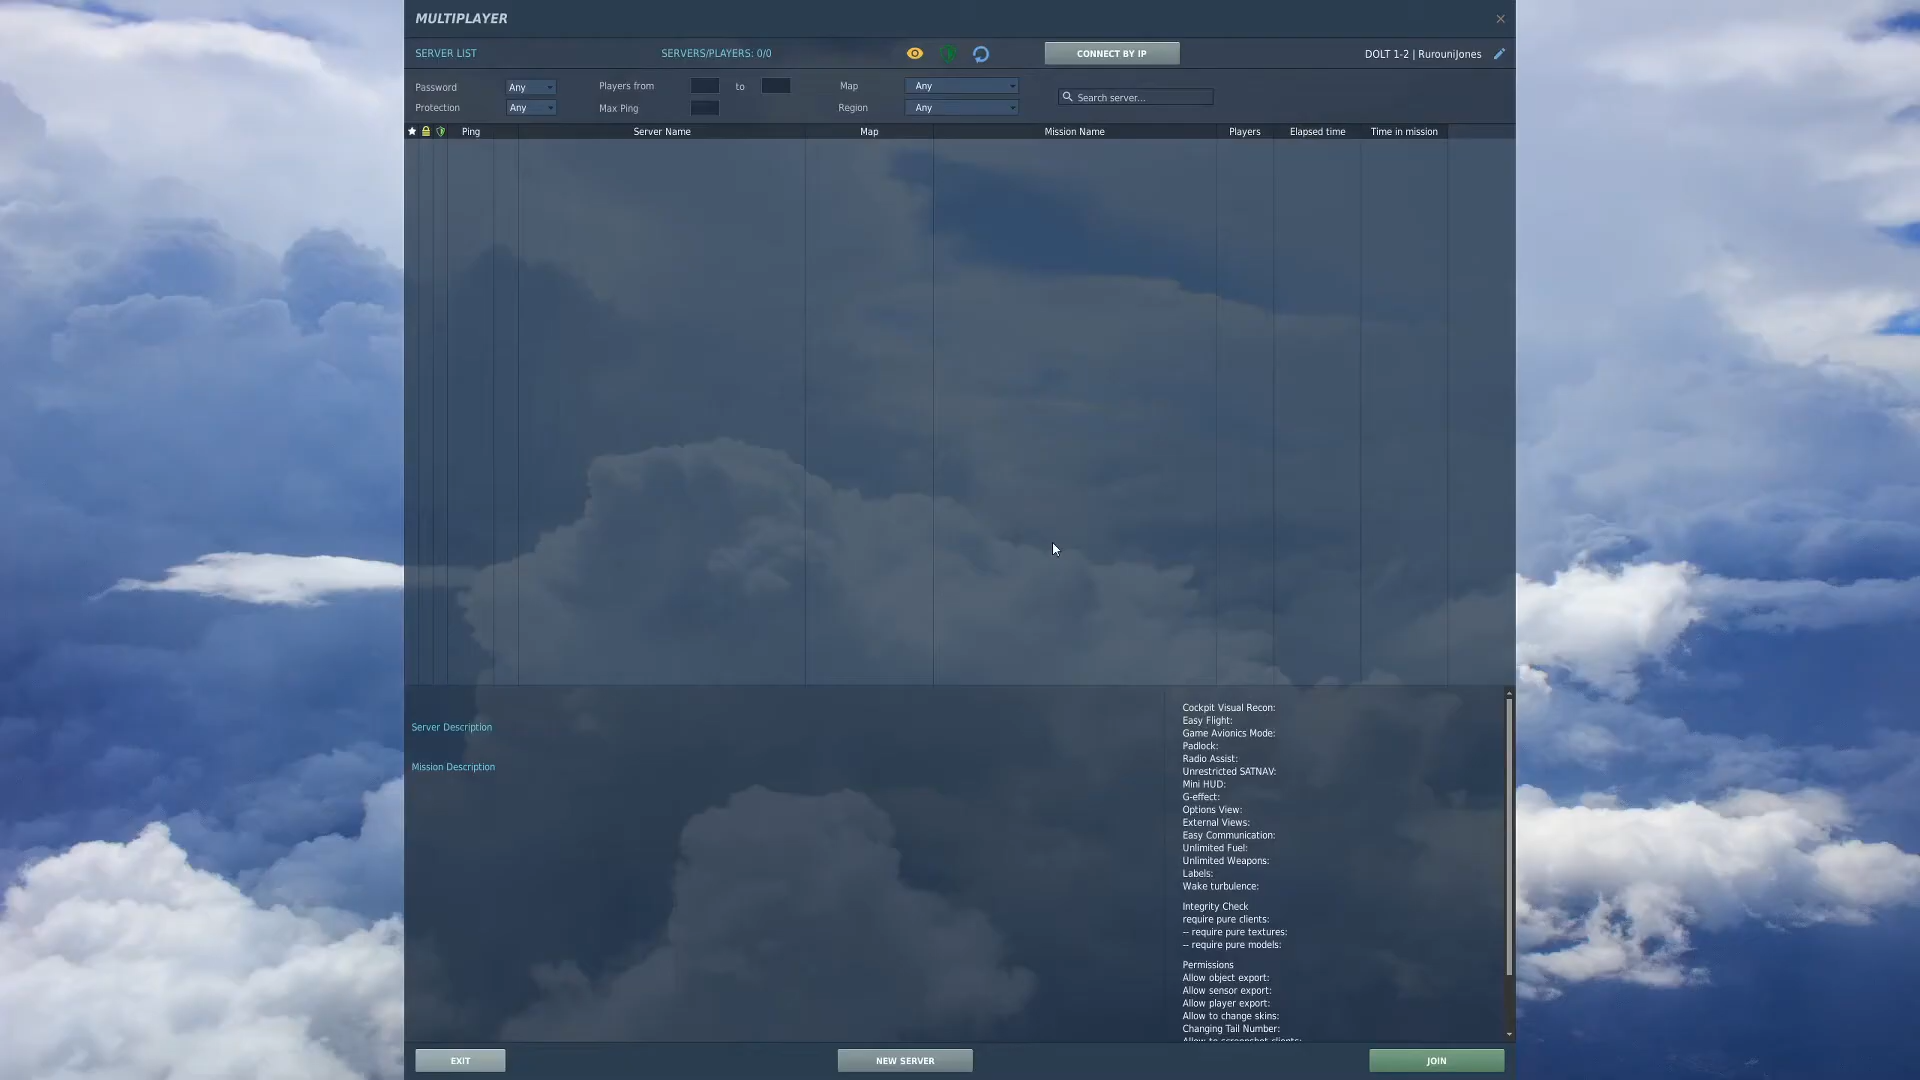 MULTIPLAYER
SERVER LIST
SERVERS/PLAYERS: 0/0
CONNECT BY IP
DOLT 1-2 | RurouniJones
Password Any Players from to Map Any
Protection Any Max Ping Region Any
Search server...
Ping Server Name Map Mission Name Players Elapsed time Time in mission
Server Description
Mission Description
Cockpit Visual Recon:
Easy Flight:
Game Avionics Mode:
Padlock:
Radio Assist:
Unrestricted SATNAV:
Mini HUD:
G-effect:
Options View:
External Views:
Easy Communication:
Unlimited Fuel:
Unlimited Weapons:
Labels:
Wake turbulence:
Integrity Check
require pure clients:
-- require pure textures:
-- require pure models:
Permissions
Allow object export:
Allow sensor export:
Allow player export:
Allow to change skins:
Changing Tail Number:
Allow to screenshot clients:
EXIT
NEW SERVER
JOIN